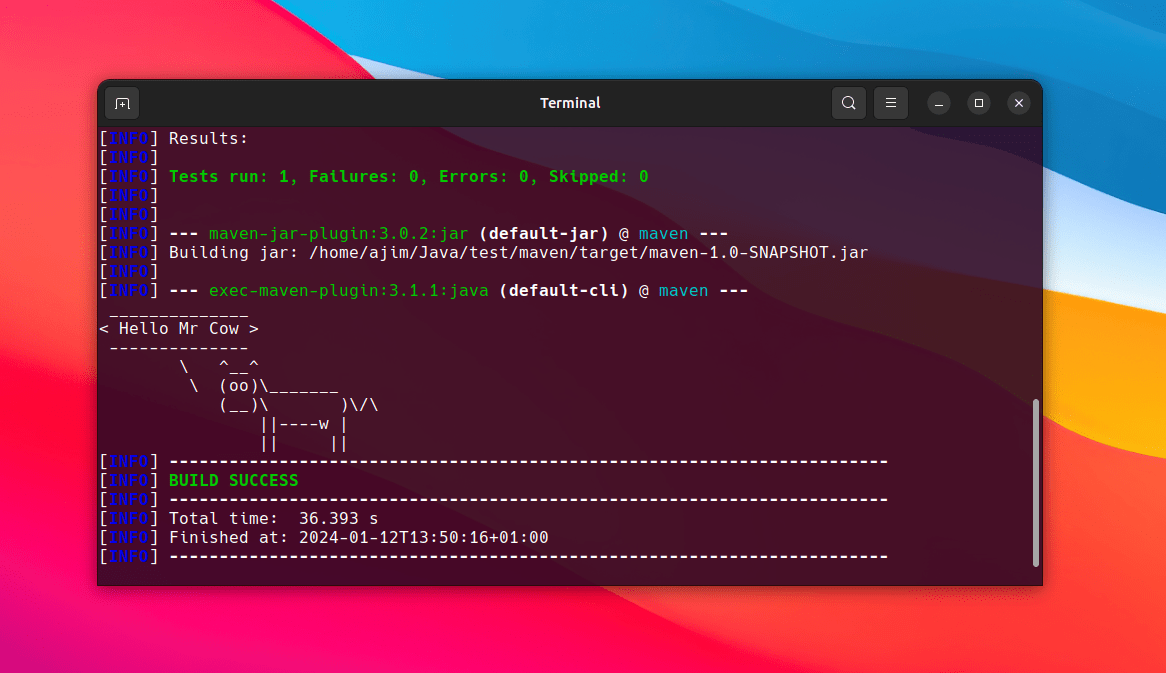 Terminal
[INFO] Results:
[INFO]
[INFO] Tests run: 1, Failures: 0, Errors: 0, Skipped: 0
[INFO]
[INFO]
[INFO] --- maven-jar-plugin:3.0.2:jar (default-jar) @ maven ---
[INFO] Building jar: /home/ajim/Java/test/maven/target/maven-1.0-SNAPSHOT.jar
[INFO]
[INFO] --- exec-maven-plugin:3.1.1:java (default-cli) @ maven ---
 ______________
< Hello Mr Cow >
 --------------
        \   ^__^
         \  (oo)\_______
            (__)\       )\/\
                ||----w |
                ||     ||
[INFO] ------------------------------------------------------------------------
[INFO] BUILD SUCCESS
[INFO] ------------------------------------------------------------------------
[INFO] Total time:  36.393 s
[INFO] Finished at: 2024-01-12T13:50:16+01:00
[INFO] ------------------------------------------------------------------------